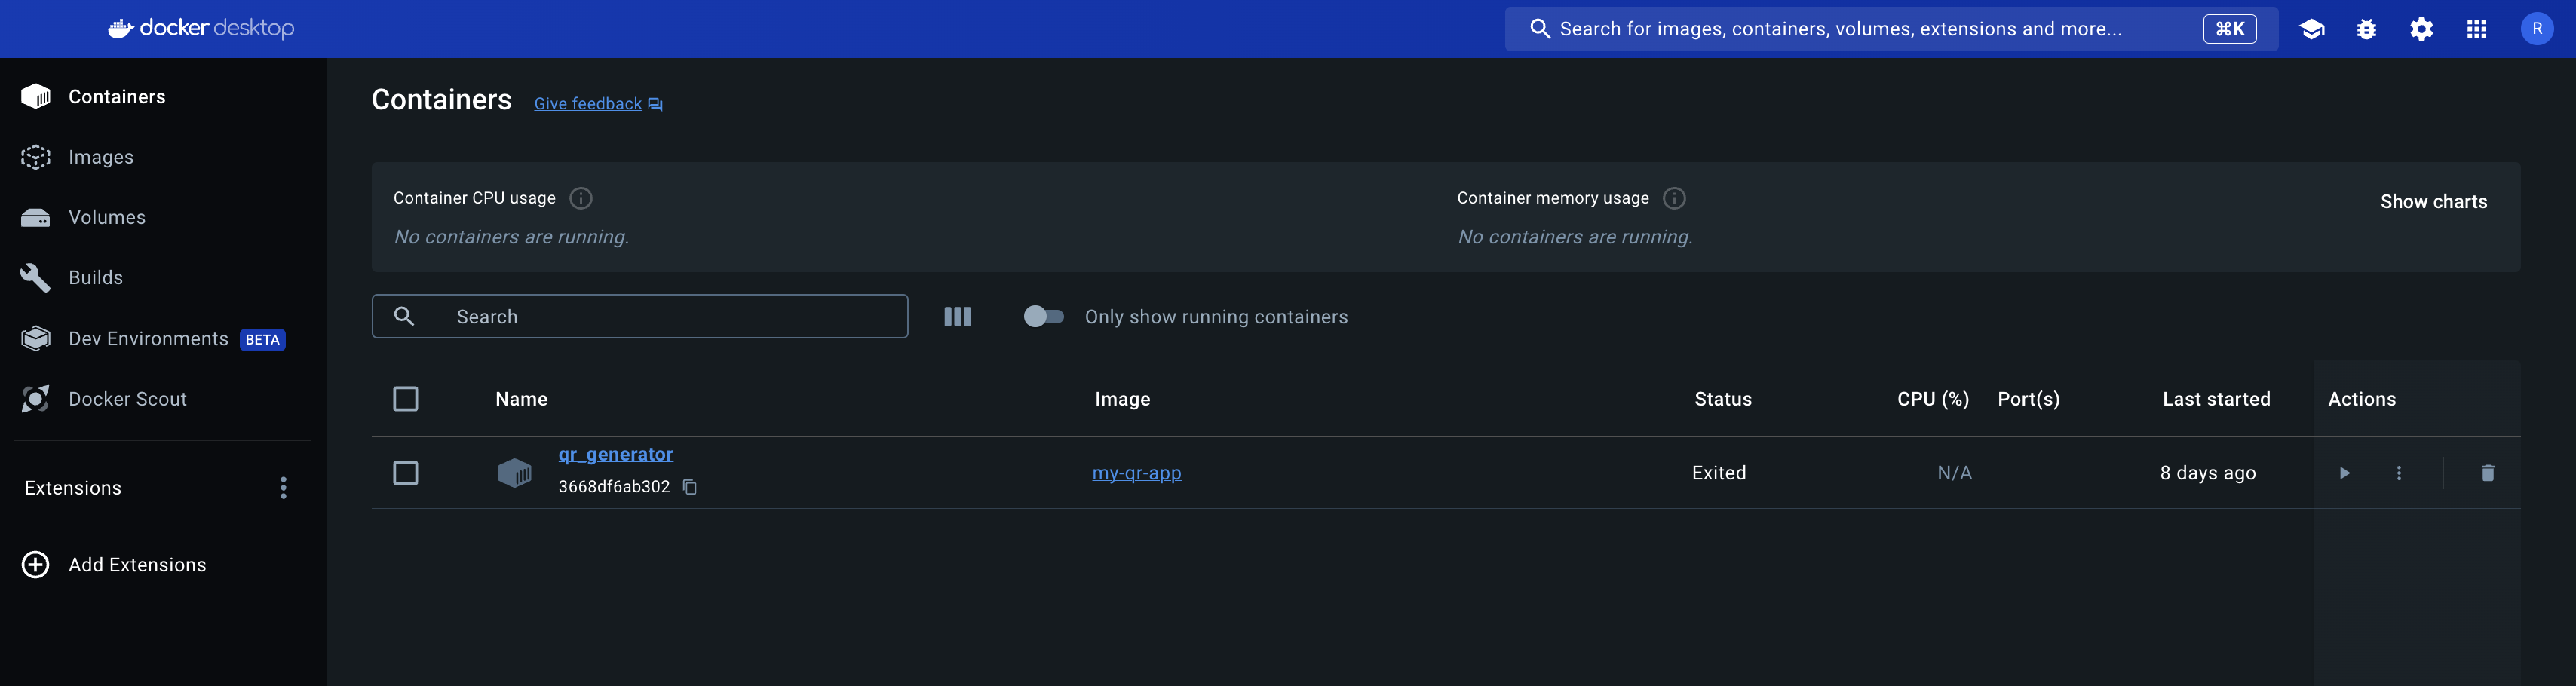 docker desktop
Search for images, containers, volumes, extensions and more...
⌘K
R
Containers
Images
Volumes
Builds
Dev Environments BETA
Docker Scout
Extensions
Add Extensions
Containers Give feedback
Container CPU usage
No containers are running.
Container memory usage
No containers are running.
Show charts
Search
Only show running containers
Name Image Status CPU (%) Port(s) Last started Actions
qr_generator
3668df6ab302
my-qr-app
Exited
N/A
8 days ago